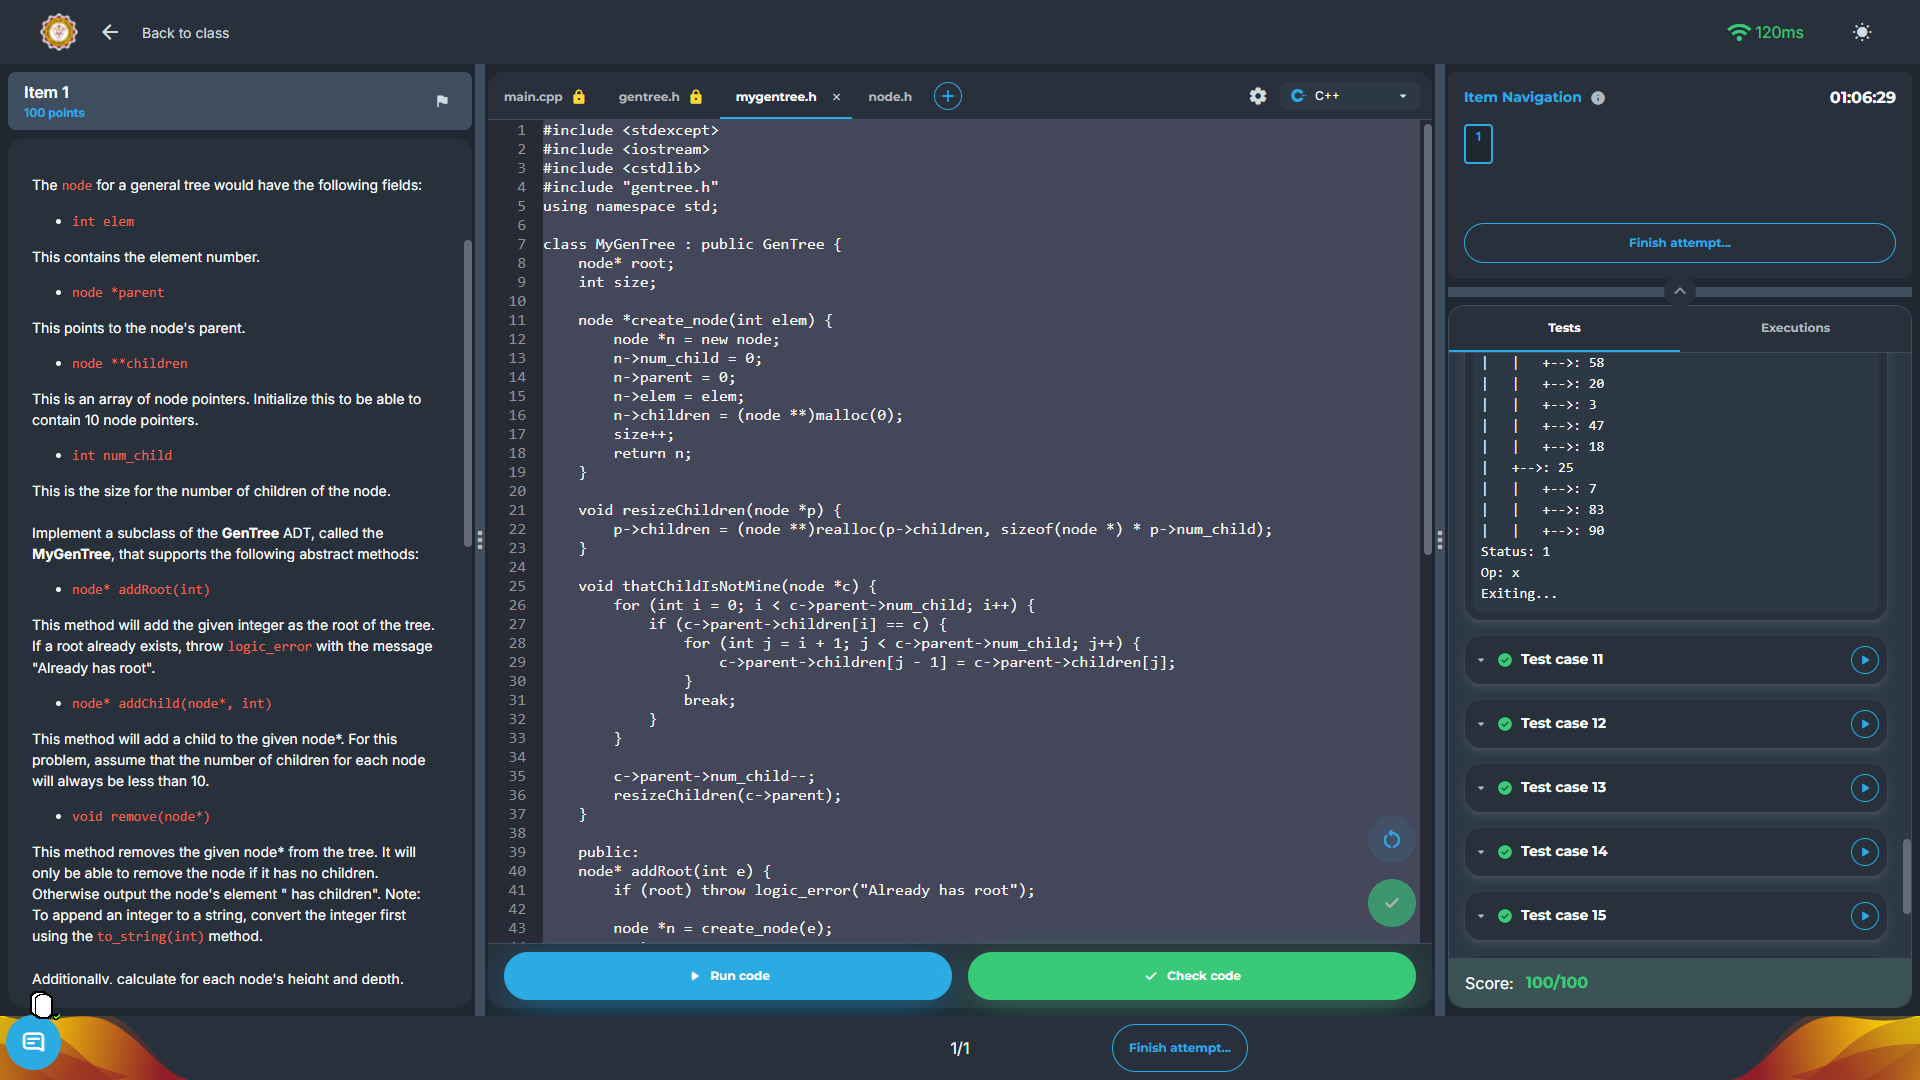 Back to class
120ms
Item 1
100 points
The node for a general tree would have the following fields:
• int elem
This contains the element number.
• node *parent
This points to the node's parent.
• node **children
This is an array of node pointers. Initialize this to be able to
contain 10 node pointers.
• int num_child
This is the size for the number of children of the node.
Implement a subclass of the GenTree ADT, called the
MyGenTree, that supports the following abstract methods:
• node* addRoot(int)
This method will add the given integer as the root of the tree.
If a root already exists, throw logic_error with the message
"Already has root".
• node* addChild(node*, int)
This method will add a child to the given node*. For this
problem, assume that the number of children for each node
will always be less than 10.
• void remove(node*)
This method removes the given node* from the tree. It will
only be able to remove the node if it has no children.
Otherwise output the node's element " has children". Note:
To append an integer to a string, convert the integer first
using the to_string(int) method.
Additionally, calculate for each node's height and depth.
main.cpp
gentree.h
mygentree.h ×
node.h
C++
1 #include <stdexcept>
2 #include <iostream>
3 #include <cstdlib>
4 #include "gentree.h"
5 using namespace std;
6
7 class MyGenTree : public GenTree {
8     node* root;
9     int size;
10
11     node *create_node(int elem) {
12         node *n = new node;
13         n->num_child = 0;
14         n->parent = 0;
15         n->elem = elem;
16         n->children = (node **)malloc(0);
17         size++;
18         return n;
19     }
20
21     void resizeChildren(node *p) {
22         p->children = (node **)realloc(p->children, sizeof(node *) * p->num_child);
23     }
24
25     void thatChildIsNotMine(node *c) {
26         for (int i = 0; i < c->parent->num_child; i++) {
27             if (c->parent->children[i] == c) {
28                 for (int j = i + 1; j < c->parent->num_child; j++) {
29                     c->parent->children[j - 1] = c->parent->children[j];
30                 }
31                 break;
32             }
33         }
34
35         c->parent->num_child--;
36         resizeChildren(c->parent);
37     }
38
39     public:
40     node* addRoot(int e) {
41         if (root) throw logic_error("Already has root");
42
43         node *n = create_node(e);
Run code
Check code
Item Navigation
01:06:29
1
Finish attempt...
Tests
Executions
|   |   +-->: 58
|   |   +-->: 20
|   |   +-->: 3
|   |   +-->: 47
|   |   +-->: 18
|   +-->: 25
|   |   +-->: 7
|   |   +-->: 83
|   |   +-->: 90
Status: 1
Op: x
Exiting...
Test case 11
Test case 12
Test case 13
Test case 14
Test case 15
Score: 100/100
1/1
Finish attempt...